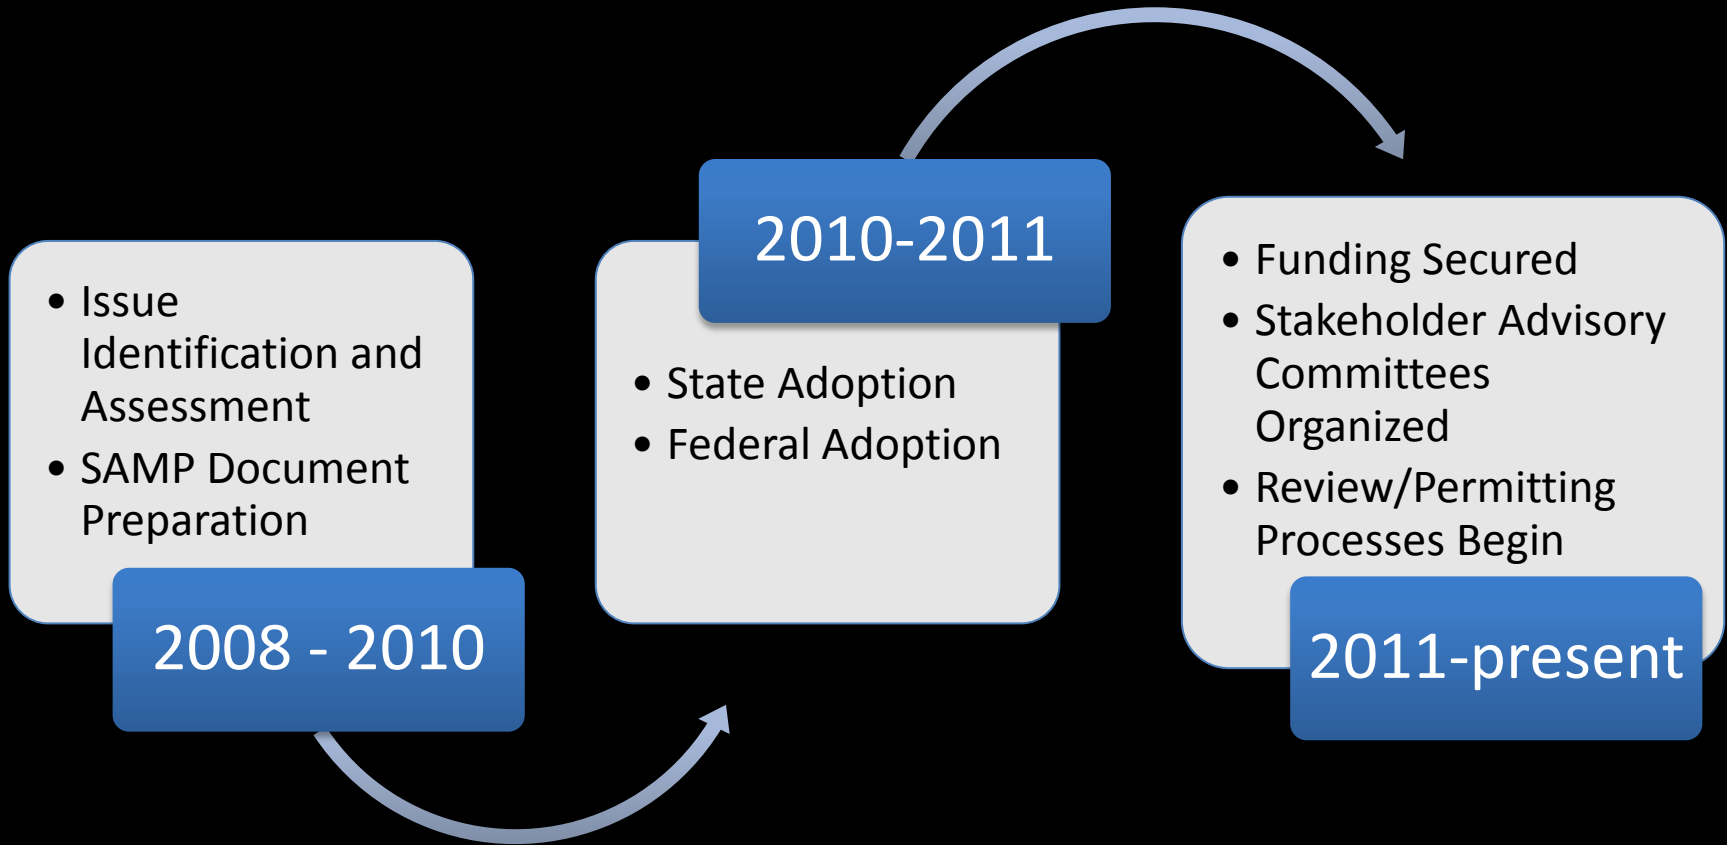 • Issue
Identification and
Assessment
• SAMP Document
Preparation
2008 - 2010
2010-2011
• State Adoption
• Federal Adoption
• Funding Secured
• Stakeholder Advisory
Committees
Organized
• Review/Permitting
Processes Begin
2011-present